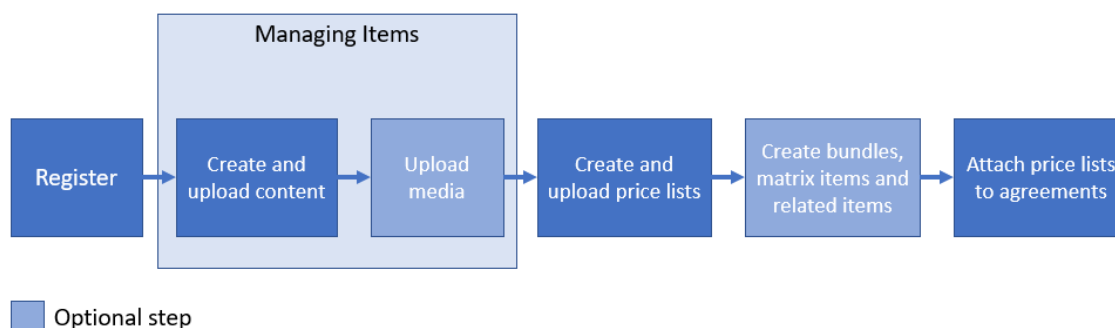 Managing Items
Register
Create and
upload content
Upload
media
Create and
upload price lists
Create bundles,
matrix items and
related items
Attach price lists
to agreements
Optional step